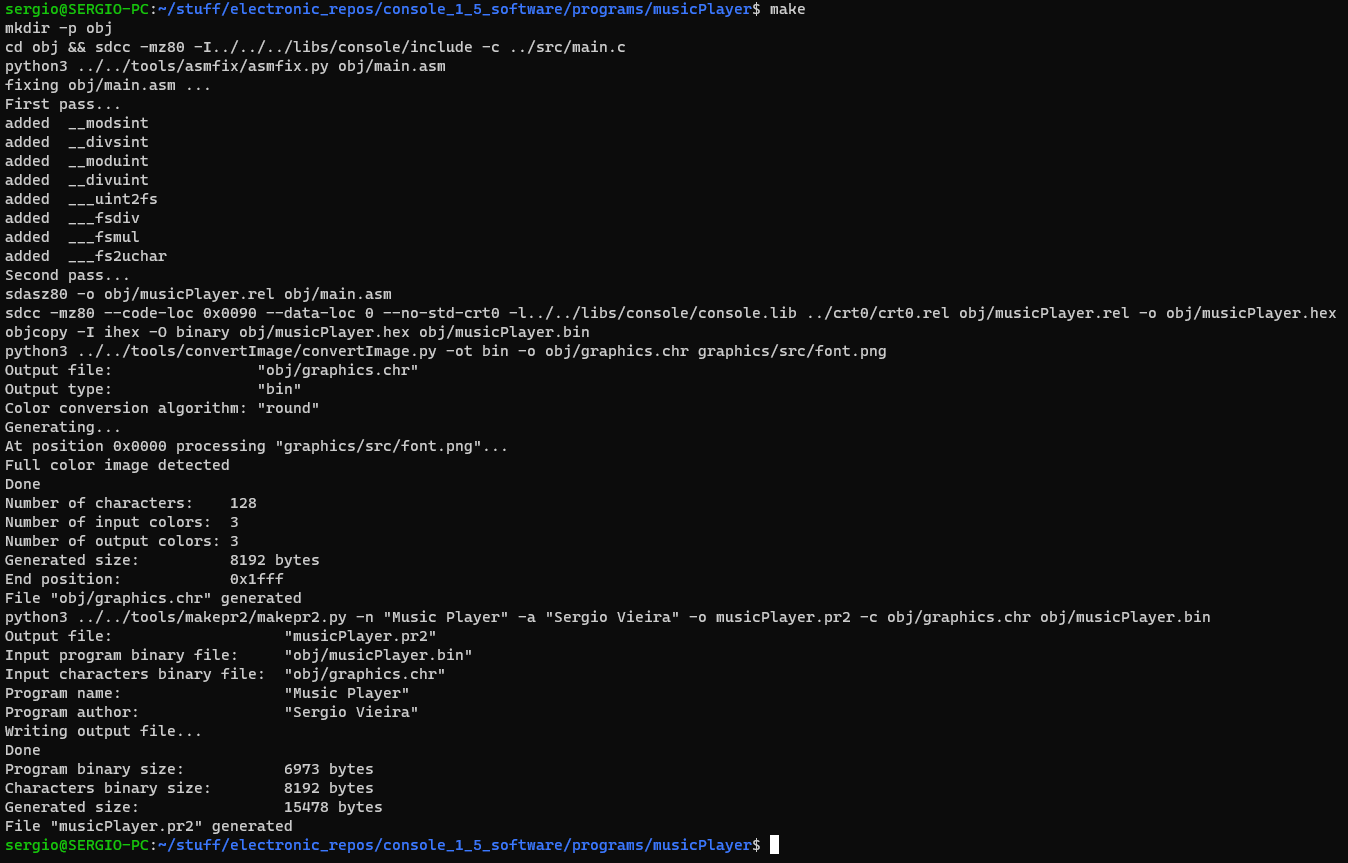 sergio@SERGIO-PC:~/stuff/electronic_repos/console_1_5_software/programs/musicPlayer$ make
mkdir -p obj
cd obj && sdcc -mz80 -I../../../libs/console/include -c ../src/main.c
python3 ../../tools/asmfix/asmfix.py obj/main.asm
fixing obj/main.asm ...
First pass...
added  __modsint
added  __divsint
added  __moduint
added  __divuint
added  ___uint2fs
added  ___fsdiv
added  ___fsmul
added  ___fs2uchar
Second pass...
sdasz80 -o obj/musicPlayer.rel obj/main.asm
sdcc -mz80 --code-loc 0x0090 --data-loc 0 --no-std-crt0 -l../../libs/console/console.lib ../crt0/crt0.rel obj/musicPlayer.rel -o obj/musicPlayer.hex
objcopy -I ihex -O binary obj/musicPlayer.hex obj/musicPlayer.bin
python3 ../../tools/convertImage/convertImage.py -ot bin -o obj/graphics.chr graphics/src/font.png
Output file:                "obj/graphics.chr"
Output type:                "bin"
Color conversion algorithm: "round"
Generating...
At position 0x0000 processing "graphics/src/font.png"...
Full color image detected
Done
Number of characters:    128
Number of input colors:  3
Number of output colors: 3
Generated size:          8192 bytes
End position:            0x1fff
File "obj/graphics.chr" generated
python3 ../../tools/makepr2/makepr2.py -n "Music Player" -a "Sergio Vieira" -o musicPlayer.pr2 -c obj/graphics.chr obj/musicPlayer.bin
Output file:                   "musicPlayer.pr2"
Input program binary file:     "obj/musicPlayer.bin"
Input characters binary file:  "obj/graphics.chr"
Program name:                  "Music Player"
Program author:                "Sergio Vieira"
Writing output file...
Done
Program binary size:           6973 bytes
Characters binary size:        8192 bytes
Generated size:                15478 bytes
File "musicPlayer.pr2" generated
sergio@SERGIO-PC:~/stuff/electronic_repos/console_1_5_software/programs/musicPlayer$